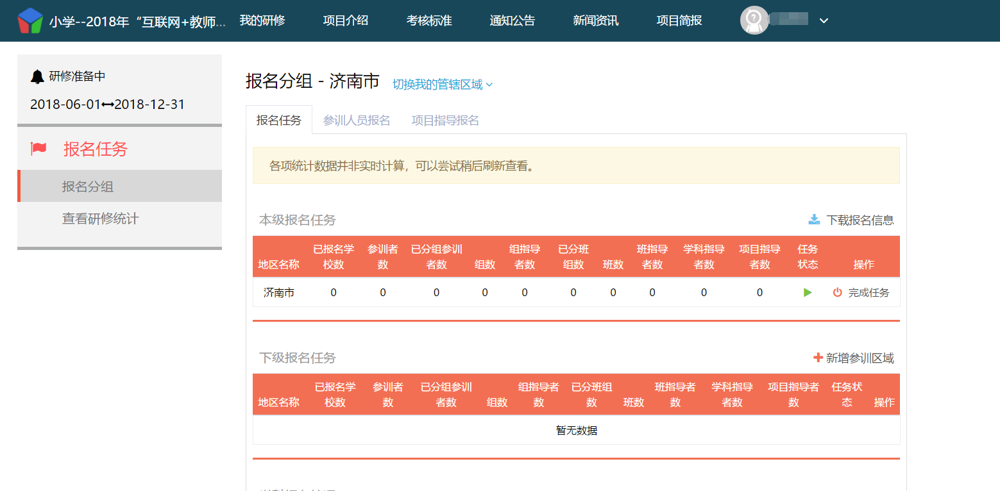 小学--2018年“互联网+教师... 我的研修 项目介绍 考核标准 通知公告 新闻资讯 项目简报
研修准备中
2018-06-01↔2018-12-31
报名任务
报名分组
查看研修统计
报名分组 - 济南市 切换我的管辖区域
报名任务 参训人员报名 项目指导报名
各项统计数据并非实时计算，可以尝试稍后刷新查看。
本级报名任务 下载报名信息
地区名称 已报名学校数 参训者数 已分组参训者数 组数 组指导者数 已分班组数 班数 班指导者数 学科指导者数 项目指导者数 任务状态 操作
济南市 0 0 0 0 0 0 0 0 0 0 完成任务
下级报名任务 新增参训区域
地区名称 已报名学校数 参训者数 已分组参训者数 组数 组指导者数 已分班组数 班数 班指导者数 学科指导者数 项目指导者数 任务状态 操作
暂无数据